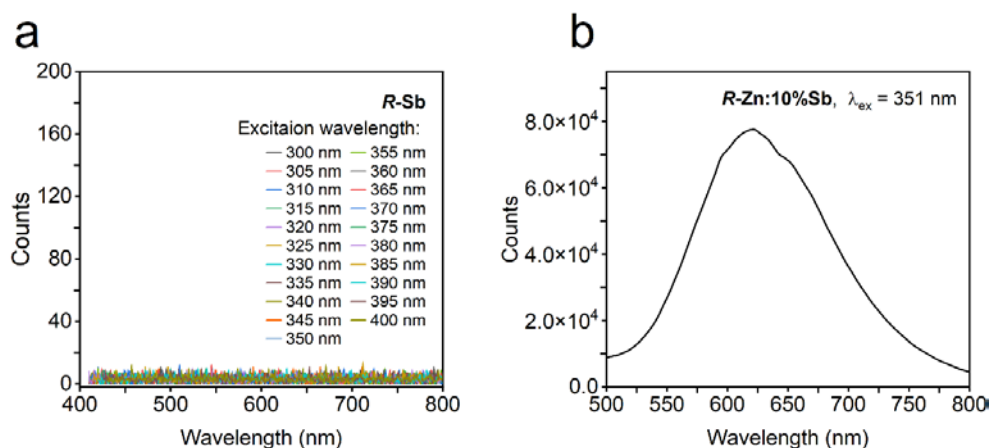 a
200
160
120
80
40
0
Counts
R-Sb
Excitaion wavelength:
300 nm 355 nm
305 nm 360 nm
310 nm 365 nm
315 nm 370 nm
320 nm 375 nm
325 nm 380 nm
330 nm 385 nm
335 nm 390 nm
340 nm 395 nm
345 nm 400 nm
350 nm
400 500 600 700 800
Wavelength (nm)
b
R-Zn:10%Sb, λex = 351 nm
8.0×10⁴
6.0×10⁴
4.0×10⁴
2.0×10⁴
0.0
Counts
500 550 600 650 700 750 800
Wavelength (nm)